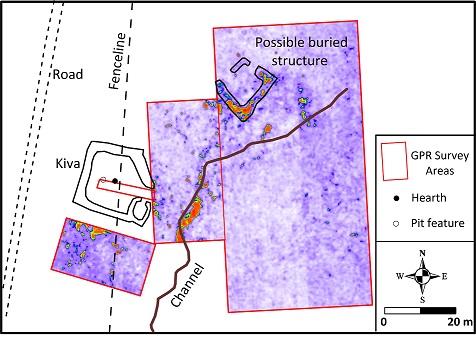 Possible buried
structure
Road
Fenceline
Kiva
Channel
GPR Survey
Areas
Hearth
Pit feature
N
W E
S
0 20 m